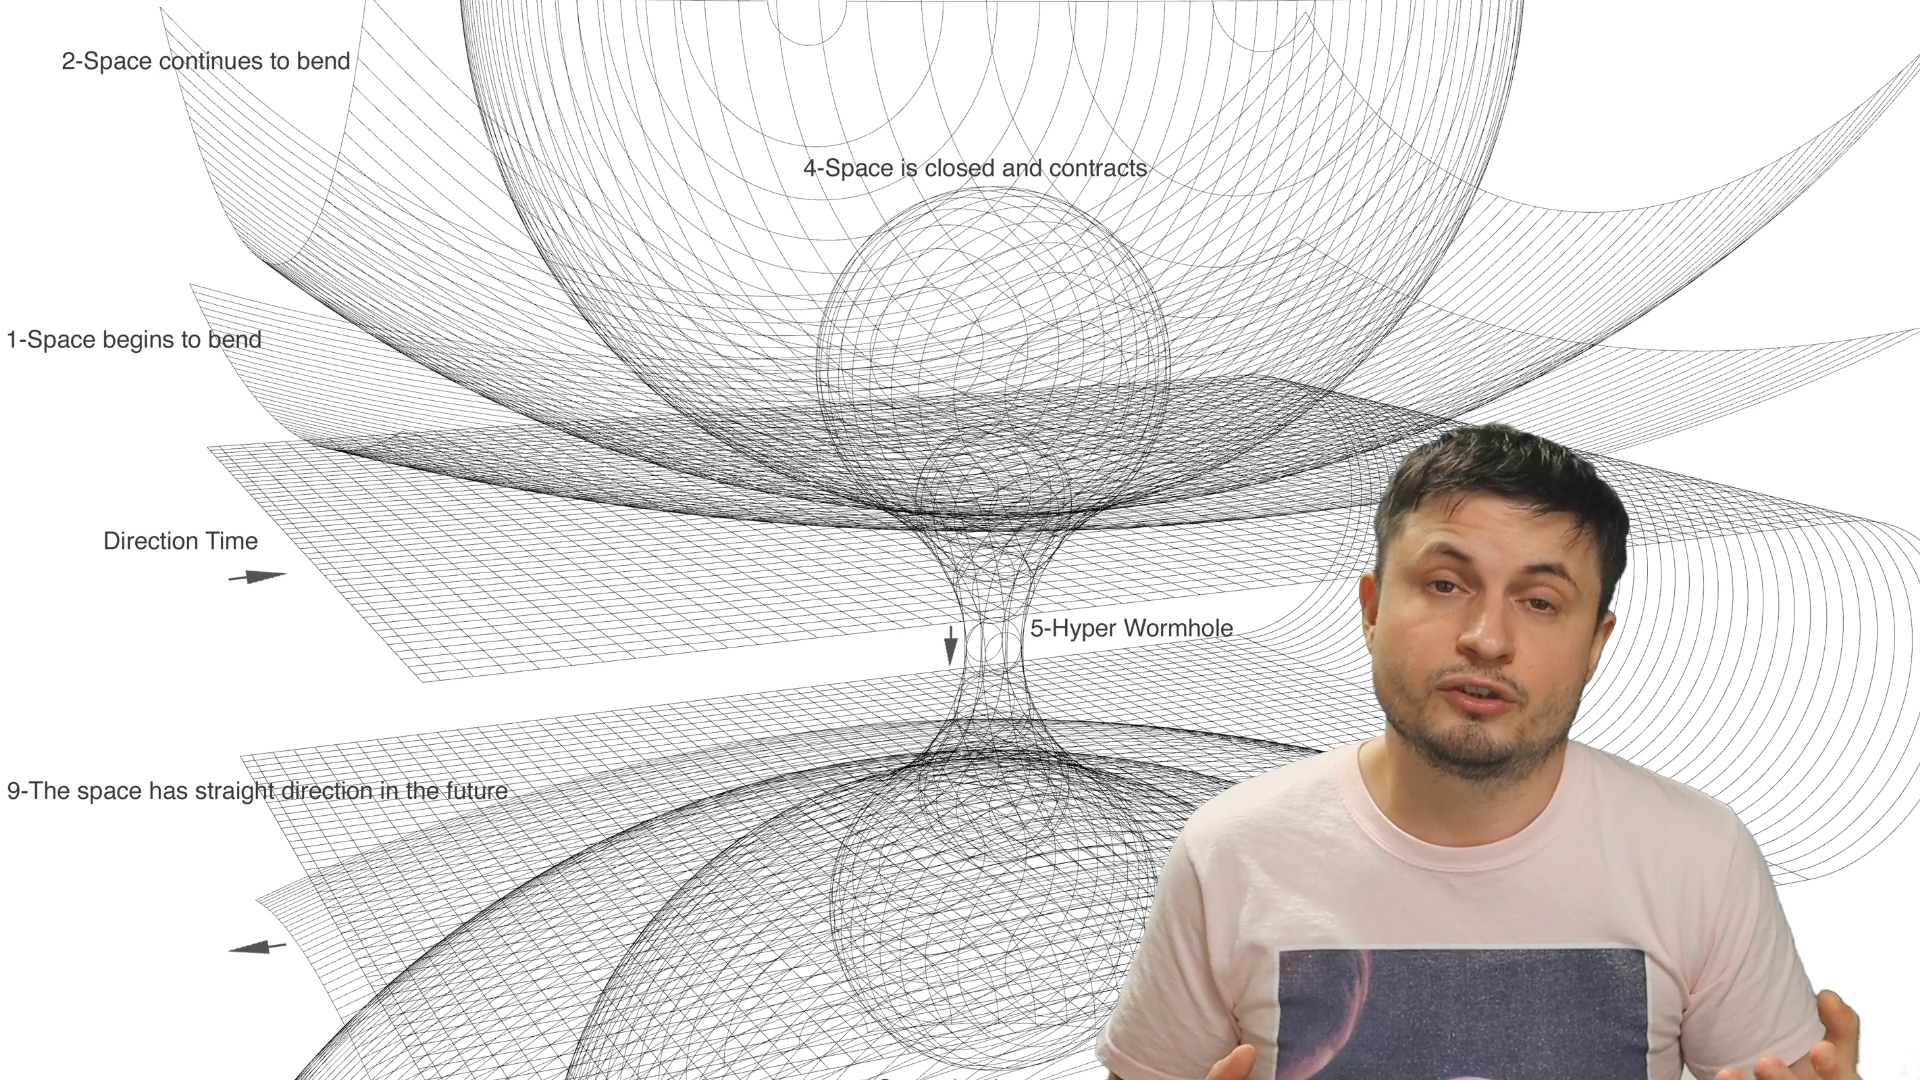 2-Space continues to bend
4-Space is closed and contracts
1-Space begins to bend
Direction Time
5-Hyper Wormhole
9-The space has straight direction in the future